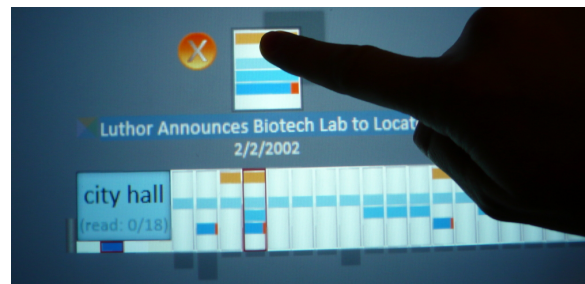 X
Luthor Announces Biotech Lab to Locat
2/2/2002
city hall
(read: 0/18)